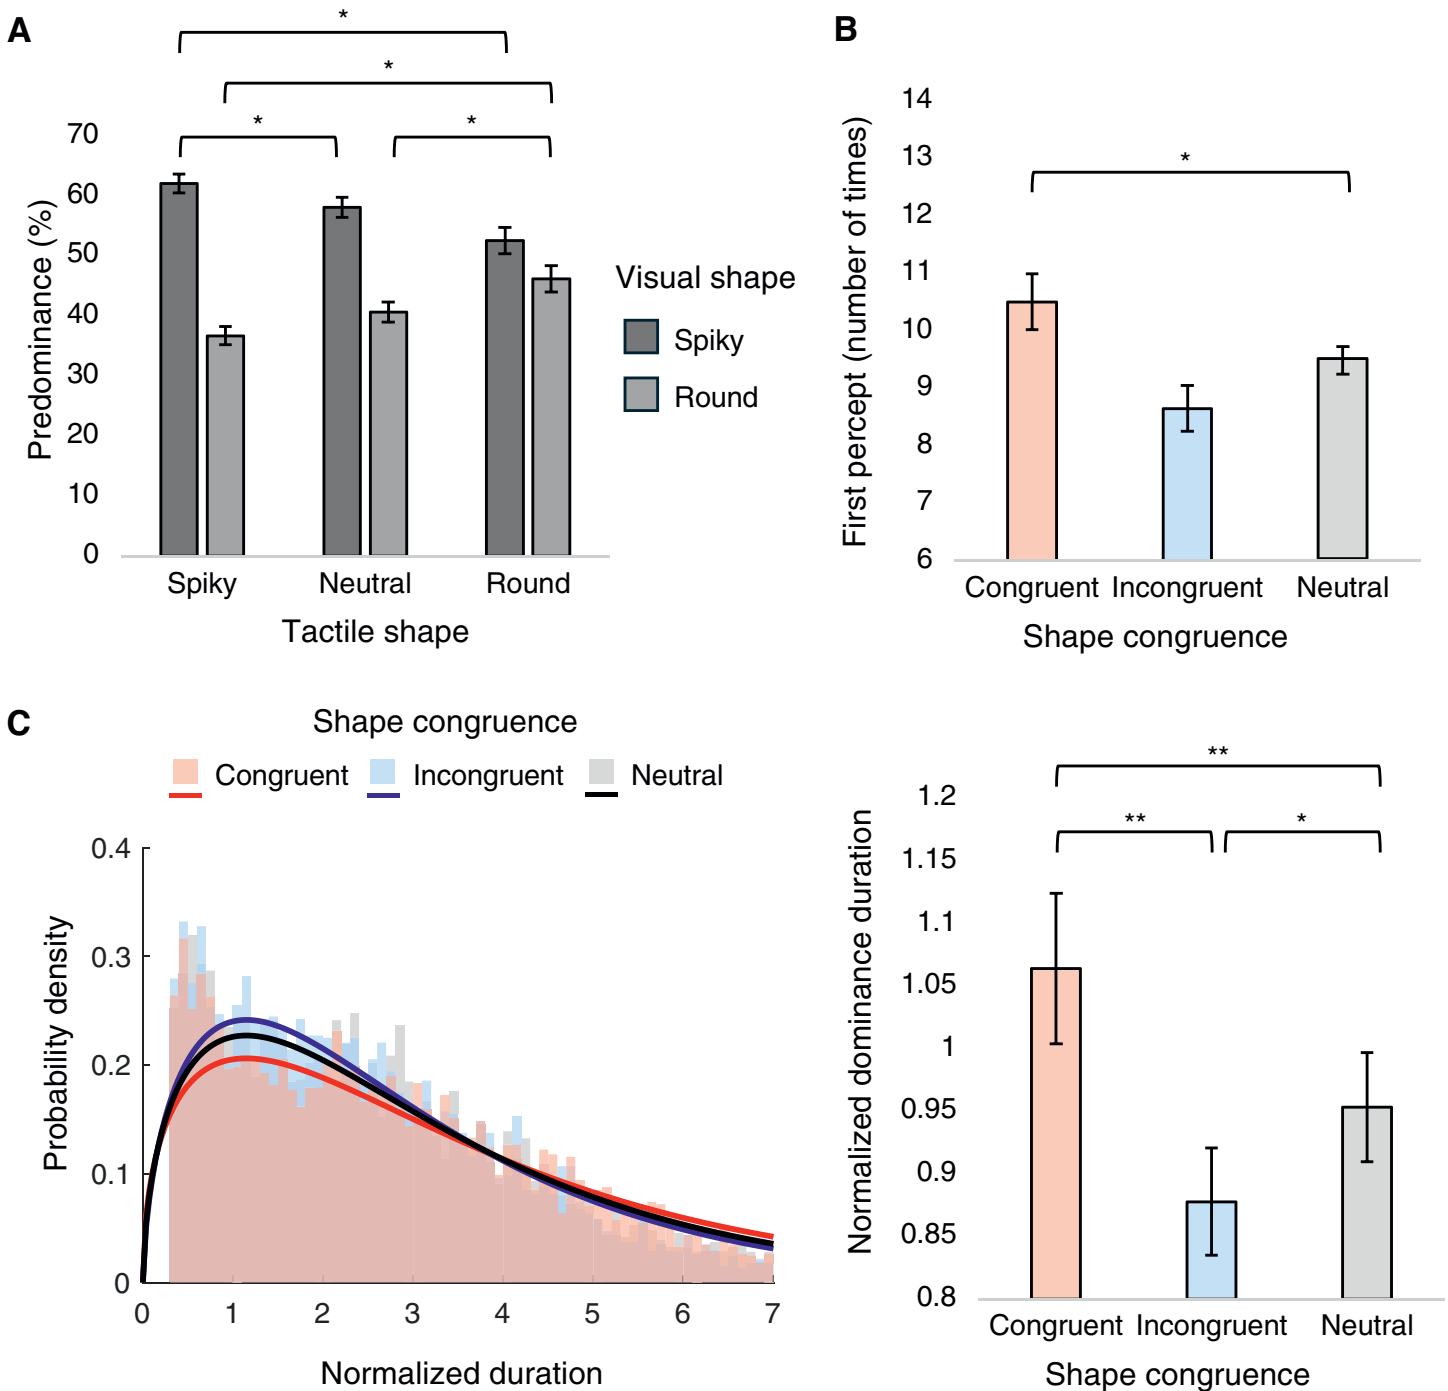 A
*
*
*
*
70
60
50
40
30
20
10
0
Predominance (%)
Spiky Neutral Round
Tactile shape
Visual shape
Spiky
Round
B
14
13
12
11
10
9
8
7
6
First percept (number of times)
*
Congruent Incongruent Neutral
Shape congruence
C
Shape congruence
Congruent Incongruent Neutral
0.4
0.3
0.2
0.1
0
Probability density
0 1 2 3 4 5 6 7
Normalized duration
**
**
*
1.2
1.15
1.1
1.05
1
0.95
0.9
0.85
0.8
Normalized dominance duration
Congruent Incongruent Neutral
Shape congruence